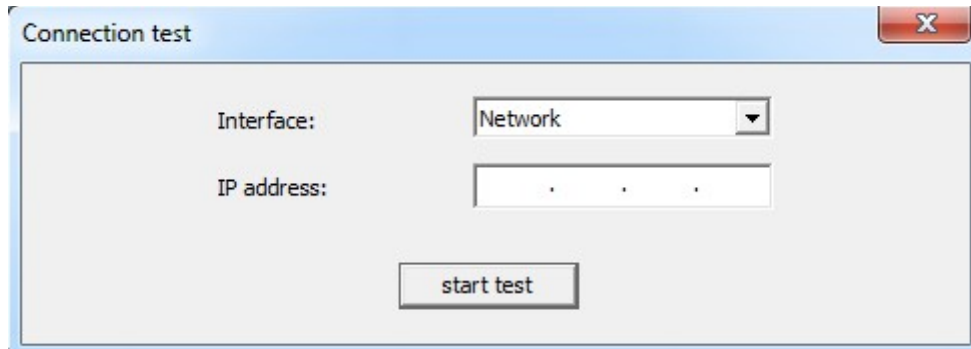 Connection test
Interface: Network
IP address: . . .
start test